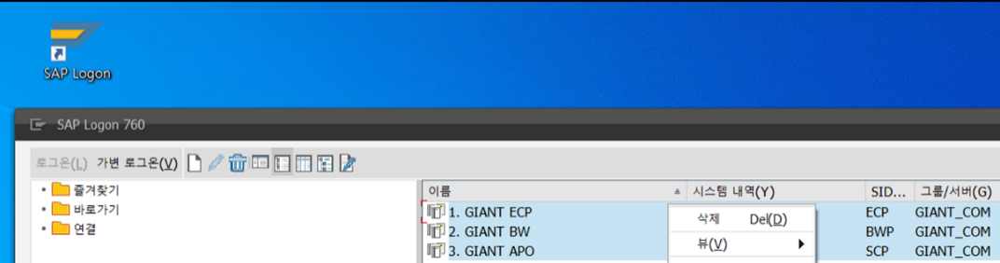 SAP Logon
SAP Logon 760
로그온(L) 가변 로그온(V)
즐겨찾기
바로가기
연결
이름 시스템 내역(Y) SID... 그룹/서버(G)
1. GIANT ECP ECP GIANT_COM
2. GIANT BW BWP GIANT_COM
3. GIANT APO SCP GIANT_COM
삭제 Del(D)
뷰(V)